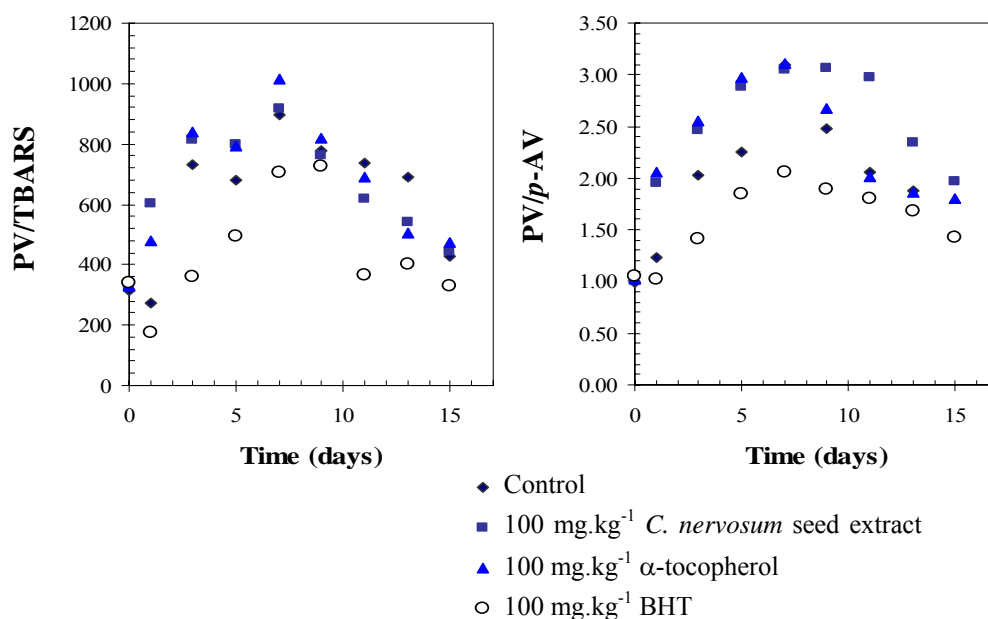 PV/TBARS
1200
1000
800
600
400
200
0
0 5 10 15
Time (days)
PV/p-AV
3.50
3.00
2.50
2.00
1.50
1.00
0.50
0.00
0 5 10 15
Time (days)
Control
100 mg.kg⁻¹ C. nervosum seed extract
100 mg.kg⁻¹ α-tocopherol
100 mg.kg⁻¹ BHT